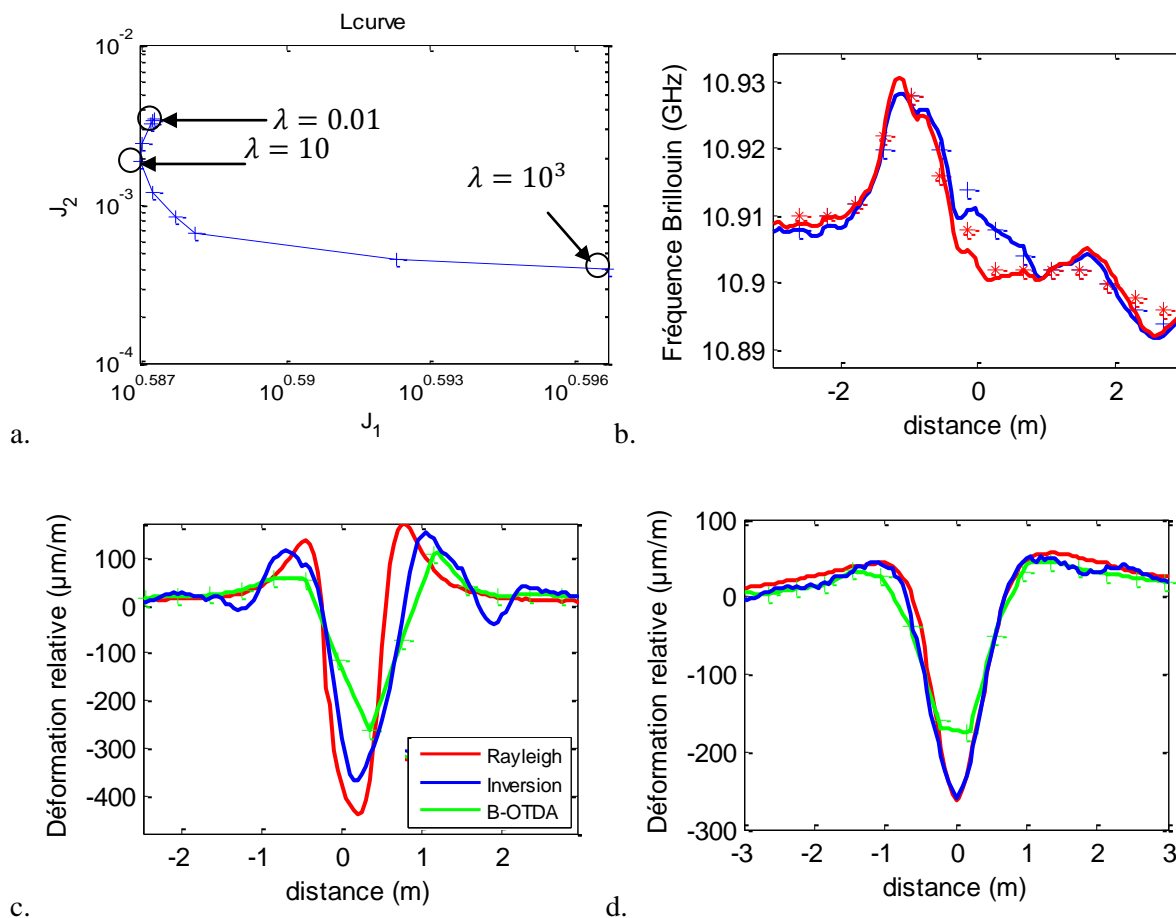 Lcurve
10^-2
10^-3
10^-4
J_2
λ = 0.01
λ = 10
λ = 10^3
10^0.587
10^0.59
10^0.593
10^0.596
J_1
a.
10.93
10.92
10.91
10.9
10.89
Fréquence Brillouin (GHz)
-2
0
2
distance (m)
b.
100
0
-100
-200
-300
-400
Déformation relative (µm/m)
Rayleigh
Inversion
B-OTDA
-2
-1
0
1
2
distance (m)
c.
100
0
-100
-200
-300
Déformation relative (µm/m)
-3
-2
-1
0
1
2
3
distance (m)
d.